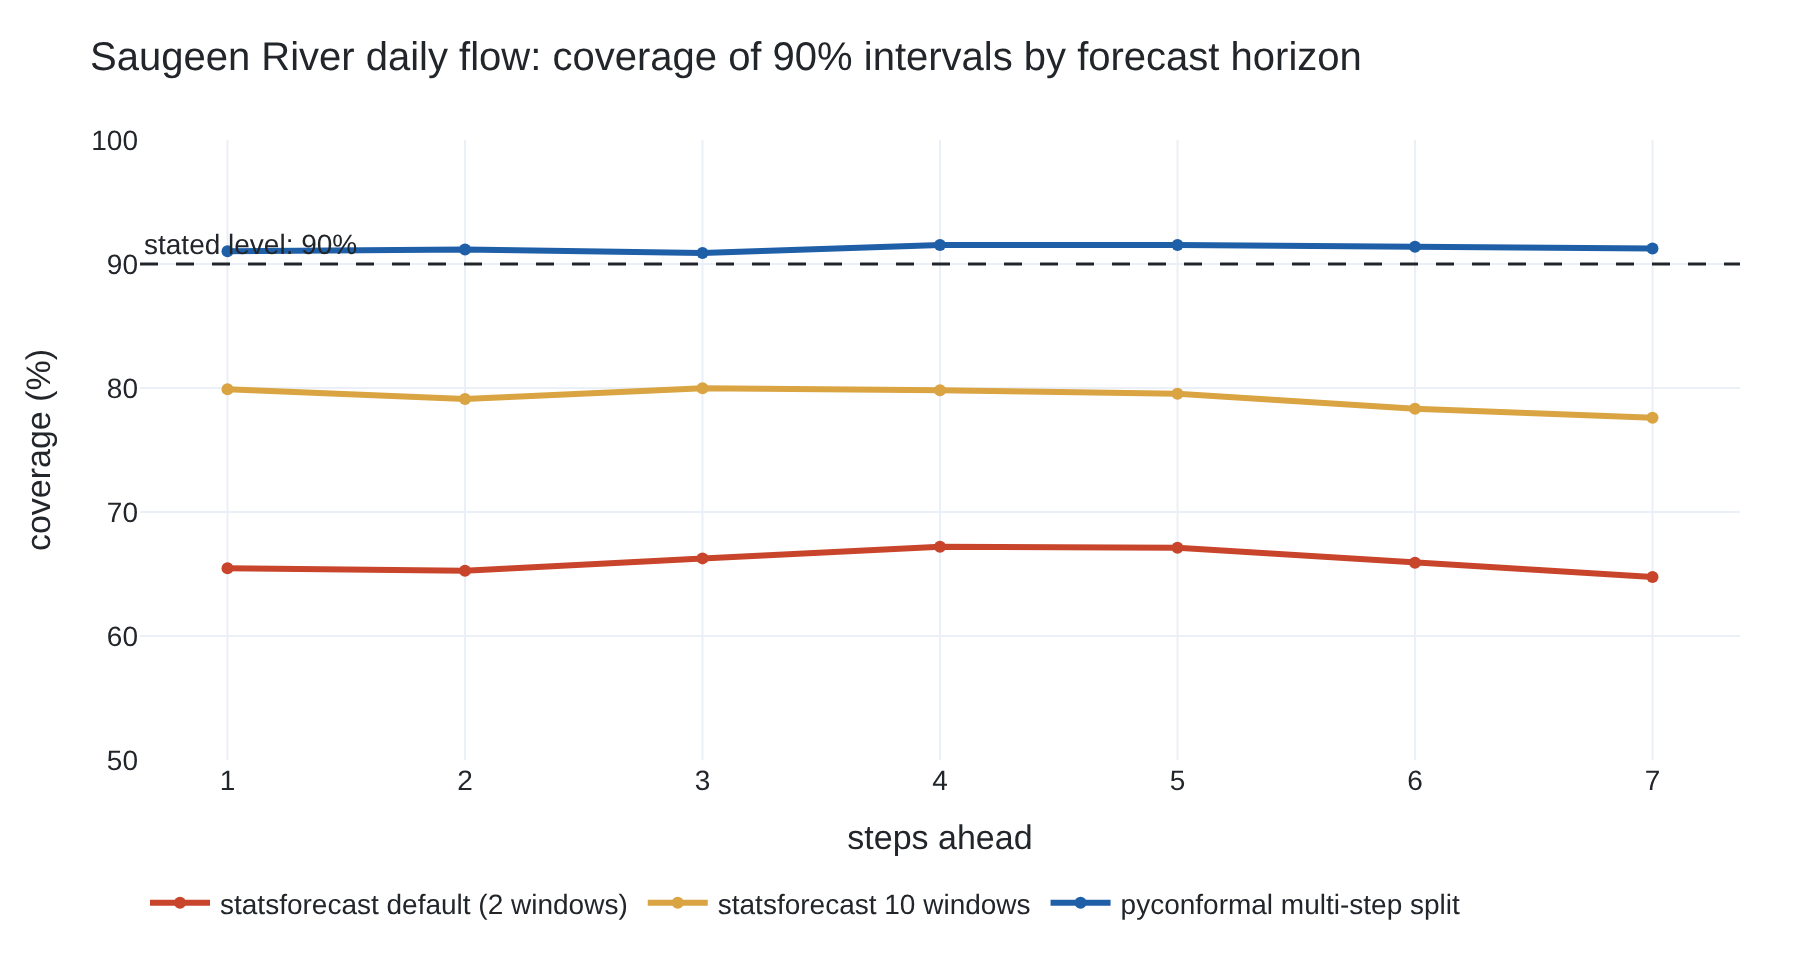 Saugeen River daily flow: coverage of 90% intervals by forecast horizon
100
stated level: 90%
90
80
70
60
50
coverage (%)
1 2 3 4 5 6 7
steps ahead
statsforecast default (2 windows) statsforecast 10 windows pyconformal multi-step split